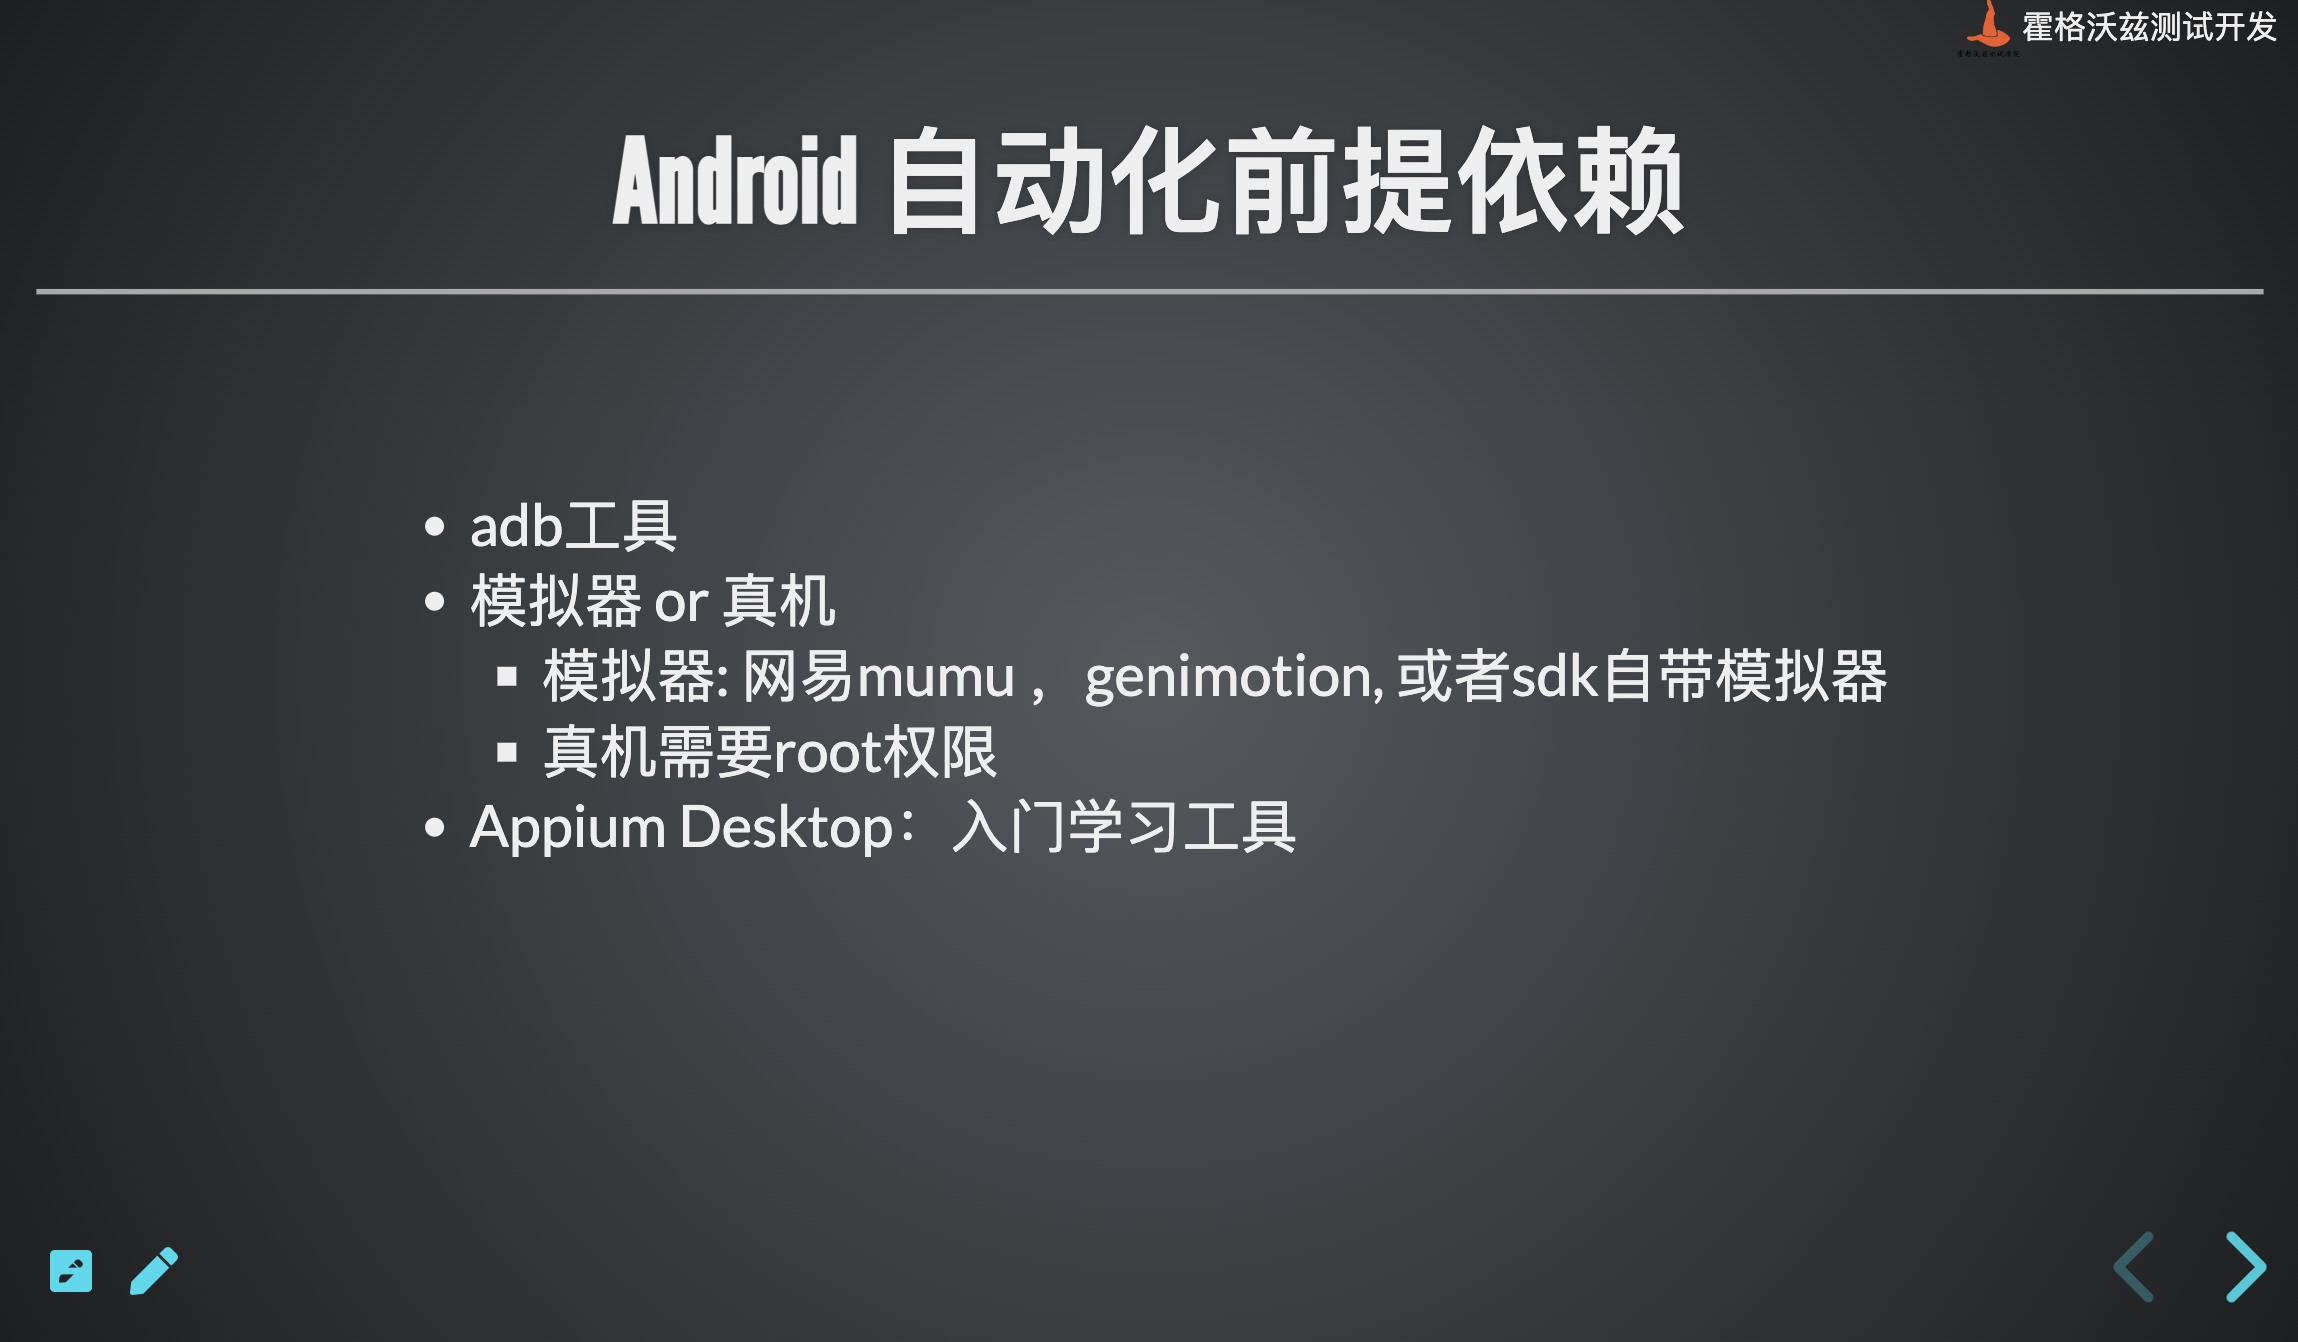 霍格沃兹测试开发
Android 自动化前提依赖
adb工具
模拟器 or 真机
模拟器: 网易mumu ， genimotion, 或者sdk自带模拟器
真机需要root权限
Appium Desktop：入门学习工具